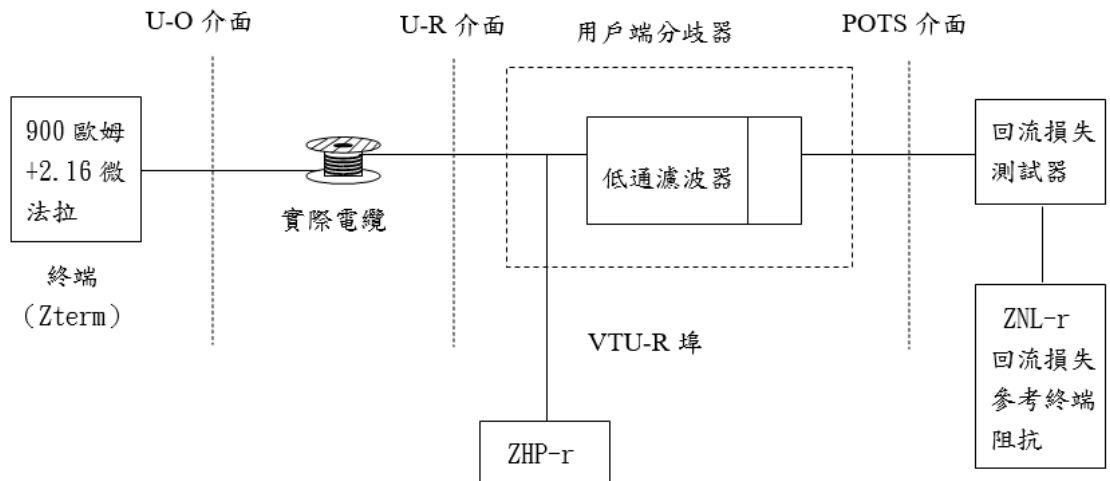 U-O 介面
U-R 介面
用戶端分歧器
POTS 介面
900 歐姆
+2.16 微
法拉
實際電纜
低通濾波器
回流損失
測試器
終端
（Zterm）
VTU-R 埠
ZHP-r
ZNL-r
回流損失
參考終端
阻抗